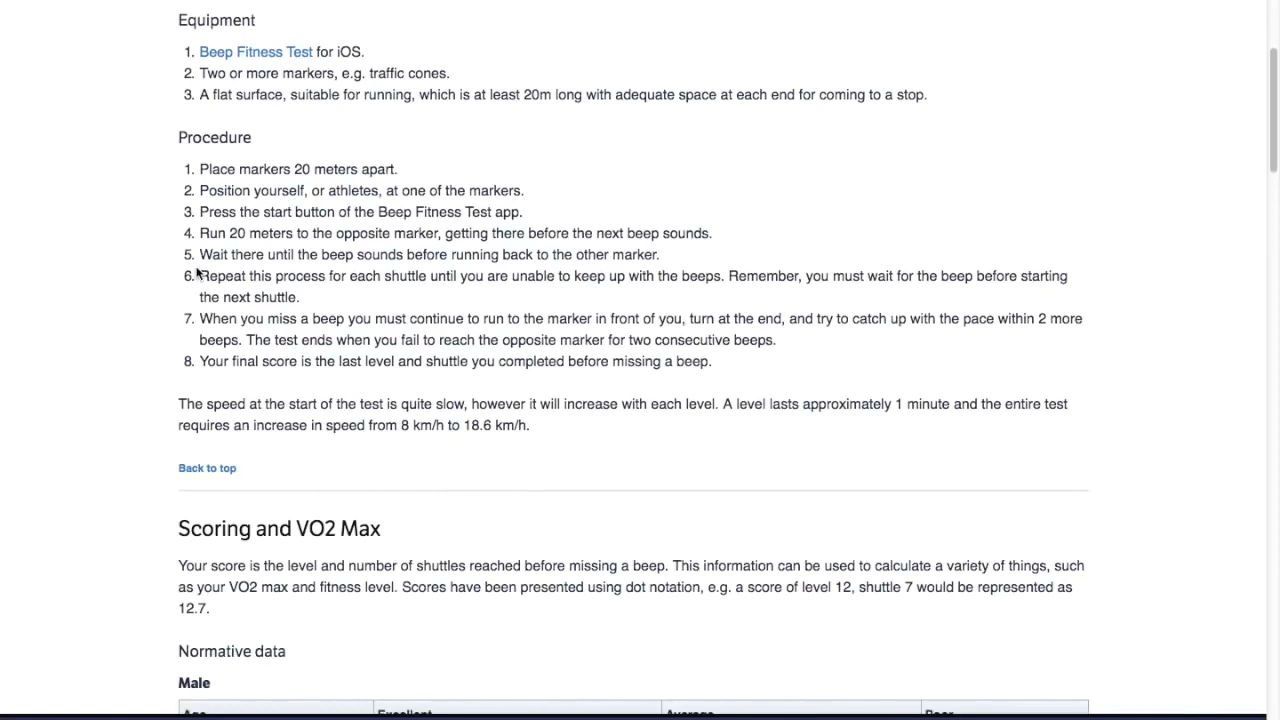 Equipment
1. Beep Fitness Test for iOS.
2. Two or more markers, e.g. traffic cones.
3. A flat surface, suitable for running, which is at least 20m long with adequate space at each end for coming to a stop.
Procedure
1. Place markers 20 meters apart.
2. Position yourself, or athletes, at one of the markers.
3. Press the start button of the Beep Fitness Test app.
4. Run 20 meters to the opposite marker, getting there before the next beep sounds.
5. Wait there until the beep sounds before running back to the other marker.
6. Repeat this process for each shuttle until you are unable to keep up with the beeps. Remember, you must wait for the beep before starting
the next shuttle.
7. When you miss a beep you must continue to run to the marker in front of you, turn at the end, and try to catch up with the pace within 2 more
beeps. The test ends when you fail to reach the opposite marker for two consecutive beeps.
8. Your final score is the last level and shuttle you completed before missing a beep.
The speed at the start of the test is quite slow, however it will increase with each level. A level lasts approximately 1 minute and the entire test
requires an increase in speed from 8 km/h to 18.6 km/h.
Back to top
Scoring and VO2 Max
Your score is the level and number of shuttles reached before missing a beep. This information can be used to calculate a variety of things, such
as your VO2 max and fitness level. Scores have been presented using dot notation, e.g. a score of level 12, shuttle 7 would be represented as
12.7.
Normative data
Male
Age Excellent Average Poor